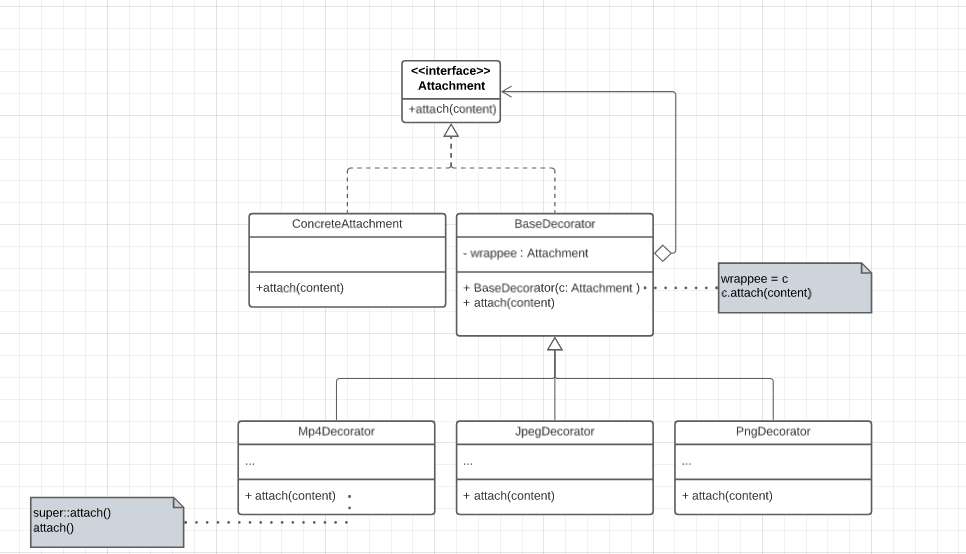 <<interface>>
Attachment
+attach(content)
ConcreteAttachment
+attach(content)
BaseDecorator
- wrappee : Attachment
+ BaseDecorator(c: Attachment )
+ attach(content)
wrappee = c
c.attach(content)
Mp4Decorator
...
+ attach(content)
JpegDecorator
...
+ attach(content)
PngDecorator
...
+ attach(content)
super::attach()
attach()